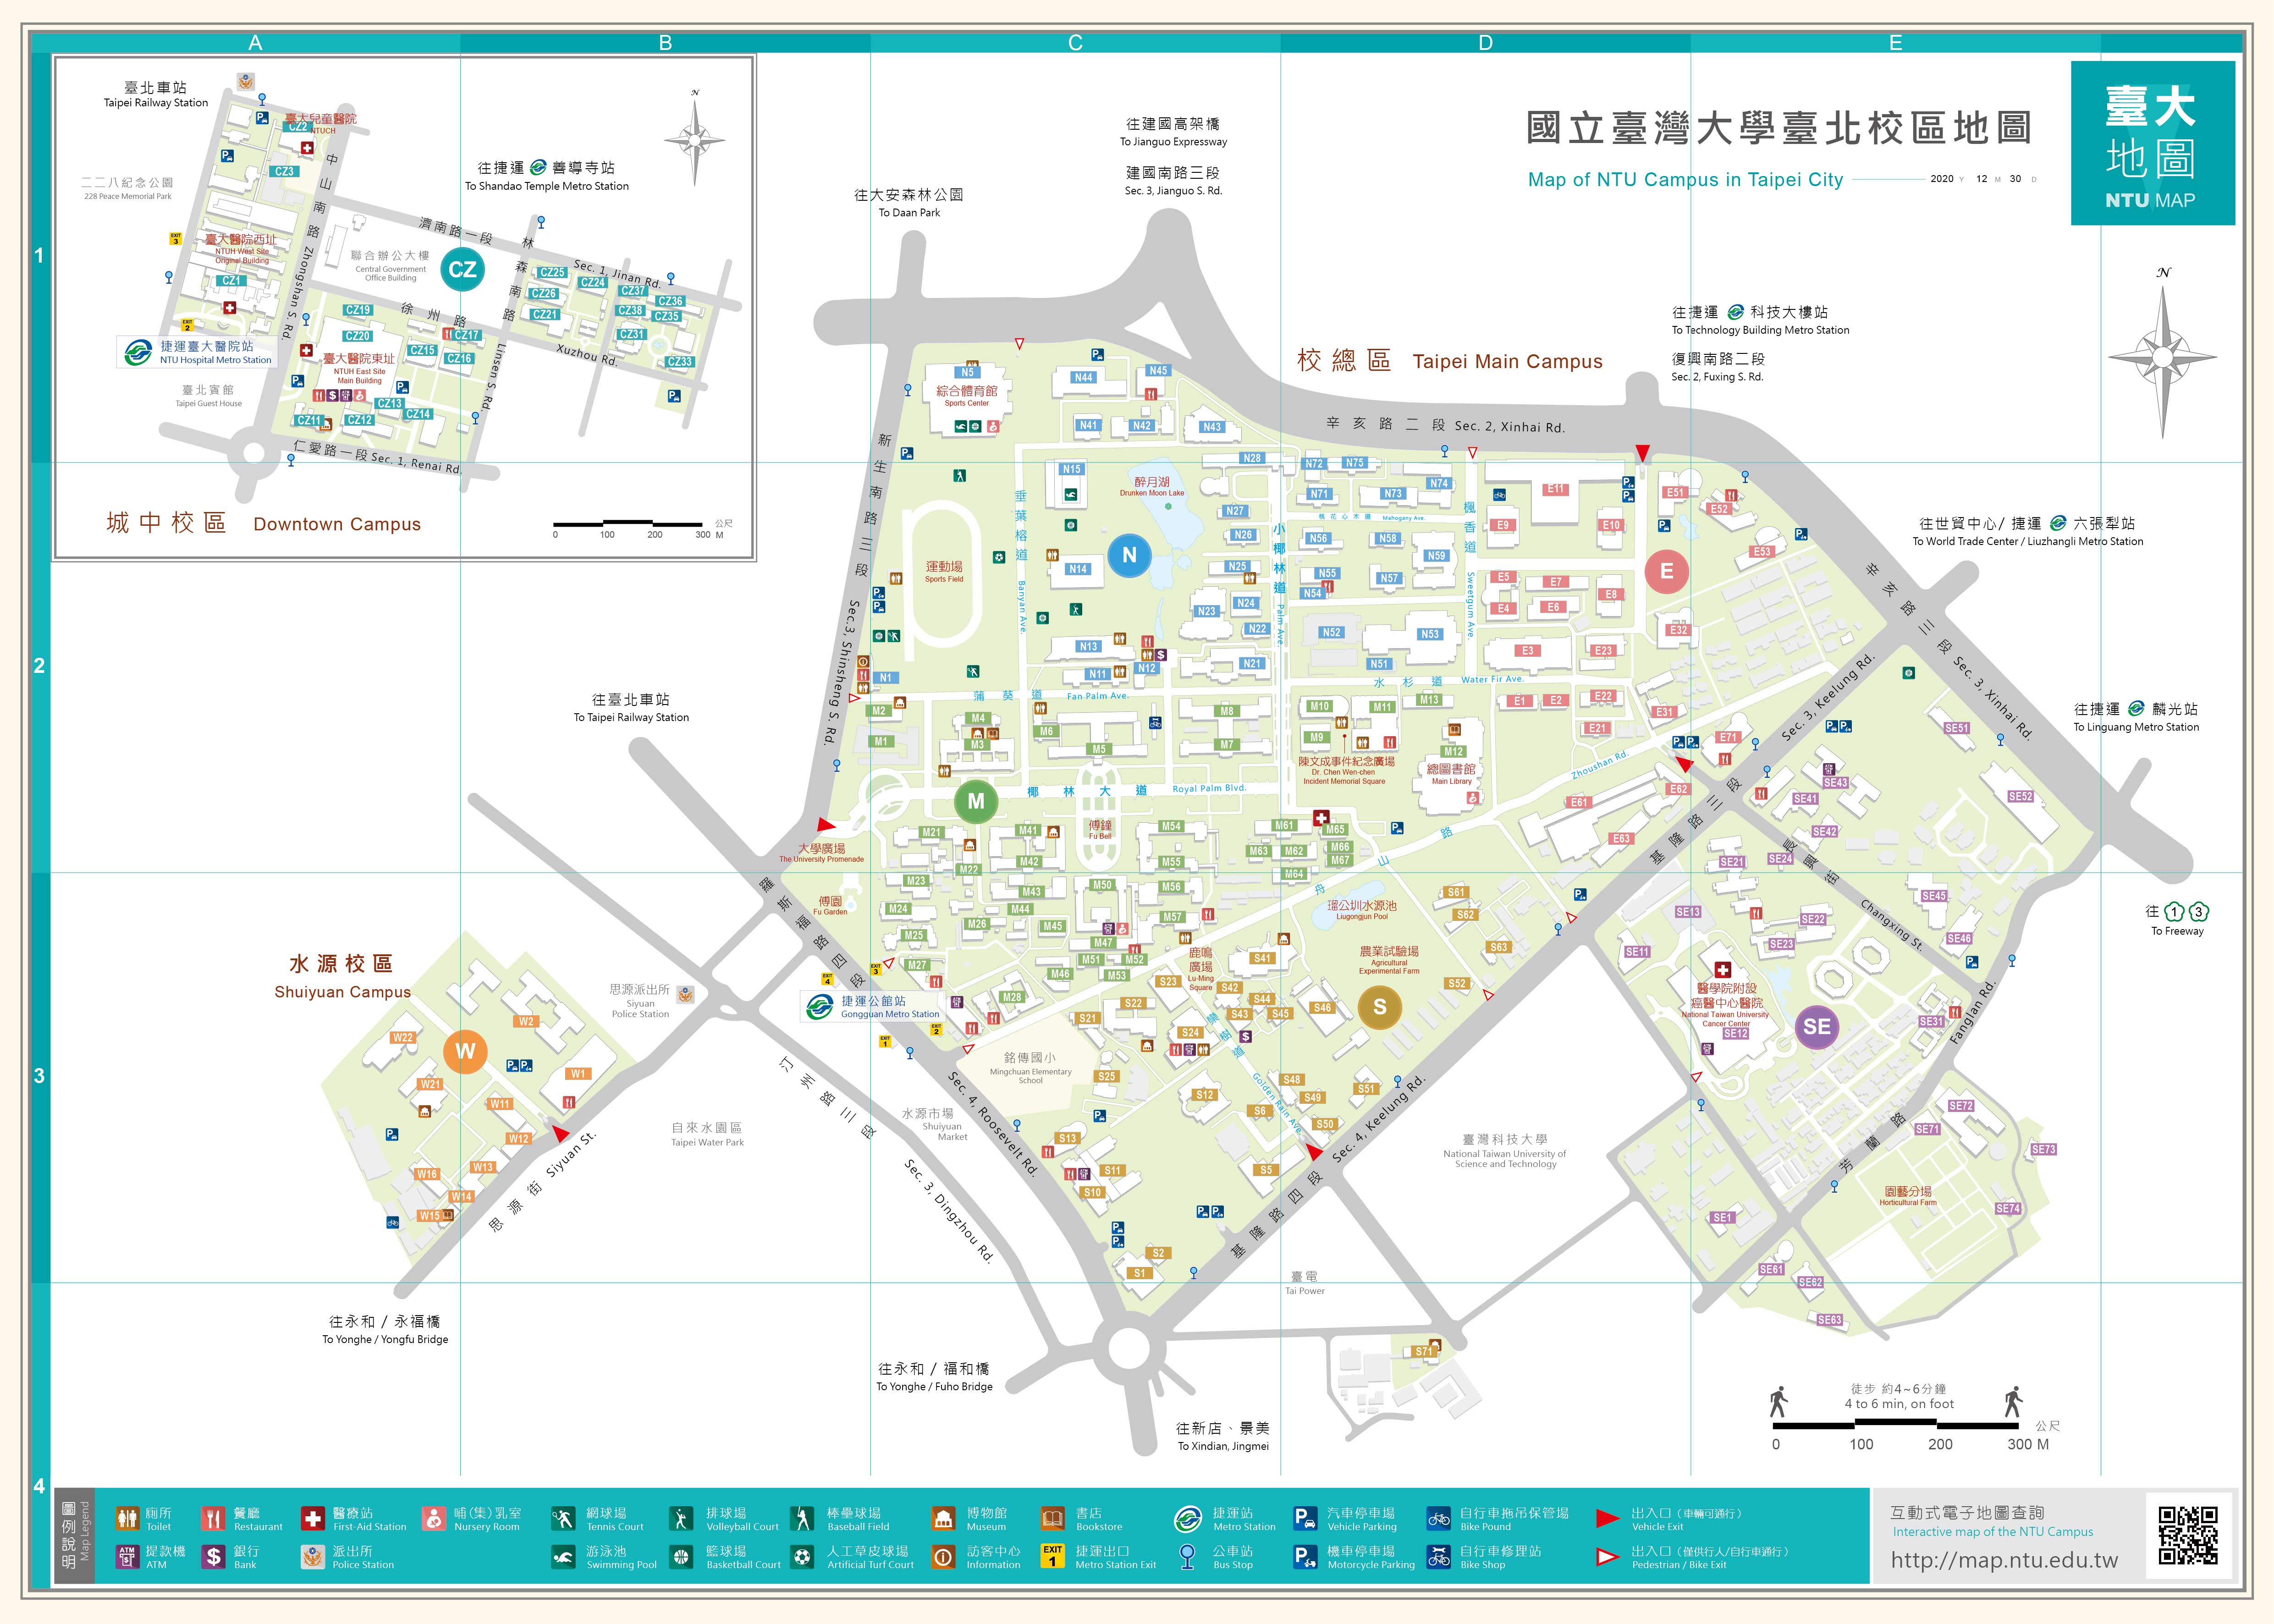 A
B
C
D
E
1
2
3
4
國立臺灣大學臺北校區地圖
Map of NTU Campus in Taipei City
2020 Y 12 M 30 D
臺大
地圖
NTU MAP
N
臺北車站
Taipei Railway Station
臺大兒童醫院
NTUCH
CZ2
CZ3
二二八紀念公園
228 Peace Memorial Park
往捷運 善導寺站
To Shandao Temple Metro Station
中山南路 Zhongshan S. Rd.
濟南路一段 Sec. 1, Jinan Rd.
聯合辦公大樓
Central Government
Office Building
CZ
臺大醫院西址
NTUH West Site
Original Building
CZ1
EXIT 3
EXIT 2
捷運臺大醫院站
NTU Hospital Metro Station
臺北賓館
Taipei Guest House
林森南路 Linsen S. Rd.
徐州路 Xuzhou Rd.
CZ25
CZ24
CZ26
CZ37
CZ36
CZ38
CZ35
CZ21
CZ31
CZ33
CZ19
CZ20
CZ17
CZ15
CZ16
臺大醫院東址
NTUH East Site
Main Building
CZ13
CZ14
CZ11
CZ12
仁愛路一段 Sec. 1, Renai Rd.
城中校區 Downtown Campus
0 100 200 300 M
公尺
往大安森林公園
To Daan Park
往建國高架橋
To Jianguo Expressway
建國南路三段
Sec. 3, Jianguo S. Rd.
校總區 Taipei Main Campus
往捷運 科技大樓站
To Technology Building Metro Station
復興南路二段
Sec. 2, Fuxing S. Rd.
N
辛亥路二段 Sec. 2, Xinhai Rd.
往世貿中心/ 捷運 六張犁站
To World Trade Center / Liuzhangli Metro Station
辛亥路三段 Sec. 3, Xinhai Rd.
往捷運 麟光站
To Linguang Metro Station
往 1 3
To Freeway
新生南路三段 Sec.3, Shinsheng S. Rd.
N5
綜合體育館
Sports Center
N44
N45
N41
N42
N43
N15
醉月湖
Drunken Moon Lake
N28
N72
N75
N74
N71
N73
桃花心木道 Mahogany Ave.
N27
N26
N56
N58
N59
N25
N55
N57
N54
N24
N23
N22
N52
N53
N21
N51
N14
N
運動場
Sports Field
垂葉榕道 Banyan Ave.
小椰林道 Palm Ave.
楓香道 Sweetgum Ave.
N13
N12
N11
N1
蒲葵道 Fan Palm Ave.
水杉道 Water Fir Ave.
E11
E9
E10
E51
E52
E53
E
E5
E7
E8
E4
E6
E32
E3
E23
E1
E2
E22
E31
E21
E71
E61
E62
E63
M2
M1
M4
M3
M6
M5
M8
M7
M10
M11
M13
M9
M12
陳文成事件紀念廣場
Dr. Chen Wen-chen
Incident Memorial Square
總圖書館
Main Library
舟山路 Zhoushan Rd.
M
椰林大道 Royal Palm Blvd.
大學廣場
The University Promenade
傅鐘
Fu Bell
M21
M41
M54
M61
M65
M66
M63
M62
M67
M64
M42
M55
M22
M23
M43
M50
M56
傅園
Fu Garden
M24
M44
M57
M26
M45
M25
M47
M27
M51
M52
M46
M53
M28
瑠公圳水源池
Liugongjun Pool
鹿鳴
廣場
Lu-Ming
Square
農業試驗場
Agricultural
Experimental Farm
S61
S62
S63
S52
S41
S42
S44
S43
S45
S46
S
S23
S22
S21
S24
S25
S12
S48
S49
S51
S6
S50
S5
S13
S11
S10
S2
S1
S71
欒樹道 Golden Rain Ave.
銘傳國小
Mingchuan Elementary
School
EXIT 3
EXIT 4
EXIT 2
EXIT 1
捷運公館站
Gongguan Metro Station
羅斯福路四段 Sec. 4, Roosevelt Rd.
汀州路三段 Sec. 3, Dingzhou Rd.
基隆路三段 Sec. 3, Keelung Rd.
基隆路四段 Sec. 4, Keelung Rd.
長興街 Changxing St.
芳蘭路 Fanglan Rd.
SE51
SE52
SE43
SE41
SE42
SE24
SE21
SE13
SE22
SE23
SE11
SE45
SE46
醫學院附設
癌醫中心醫院
National Taiwan University
Cancer Center
SE12
SE
SE31
SE72
SE71
SE73
SE74
園藝分場
Horticultural Farm
SE1
SE61
SE62
SE63
臺灣科技大學
National Taiwan University of
Science and Technology
臺電
Tai Power
往臺北車站
To Taipei Railway Station
水源校區
Shuiyuan Campus
思源派出所
Siyuan
Police Station
W22
W2
W
W21
W1
W11
W12
W16
W13
W14
W15
思源街 Siyuan St.
自來水園區
Taipei Water Park
水源市場
Shuiyuan
Market
往永和 / 永福橋
To Yonghe / Yongfu Bridge
往永和 / 福和橋
To Yonghe / Fuho Bridge
往新店、景美
To Xindian, Jingmei
徒步 約4~6分鐘
4 to 6 min, on foot
0 100 200 300 M
公尺
圖例說明 Map Legend
廁所
Toilet
餐廳
Restaurant
醫療站
First-Aid Station
哺(集)乳室
Nursery Room
網球場
Tennis Court
排球場
Volleyball Court
棒壘球場
Baseball Field
博物館
Museum
書店
Bookstore
捷運站
Metro Station
汽車停車場
Vehicle Parking
自行車拖吊保管場
Bike Pound
出入口（車輛可通行）
Vehicle Exit
ATM
提款機
ATM
銀行
Bank
派出所
Police Station
游泳池
Swimming Pool
籃球場
Basketball Court
人工草皮球場
Artificial Turf Court
訪客中心
Information
EXIT 1
捷運出口
Metro Station Exit
公車站
Bus Stop
機車停車場
Motorcycle Parking
自行車修理站
Bike Shop
出入口（僅供行人/自行車通行）
Pedestrian / Bike Exit
互動式電子地圖查詢
Interactive map of the NTU Campus
http://map.ntu.edu.tw